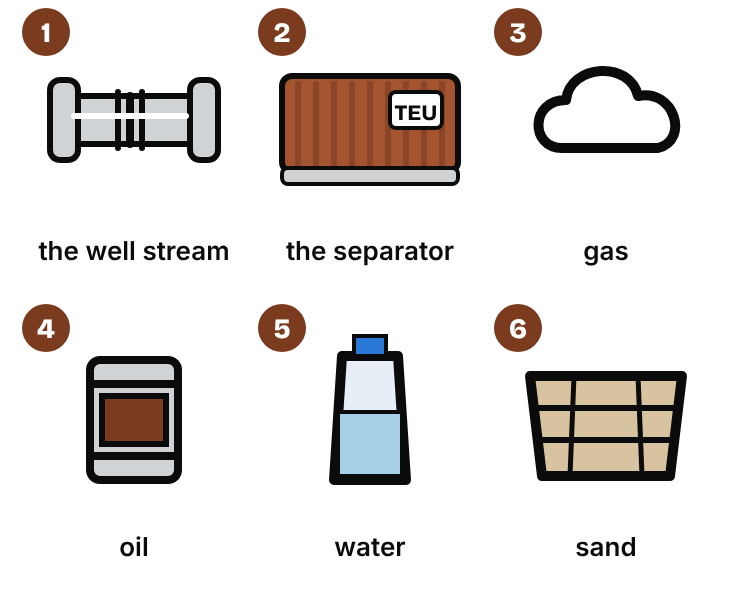 1
2
3
TEU
the well stream
the separator
gas
4
5
6
oil
water
sand